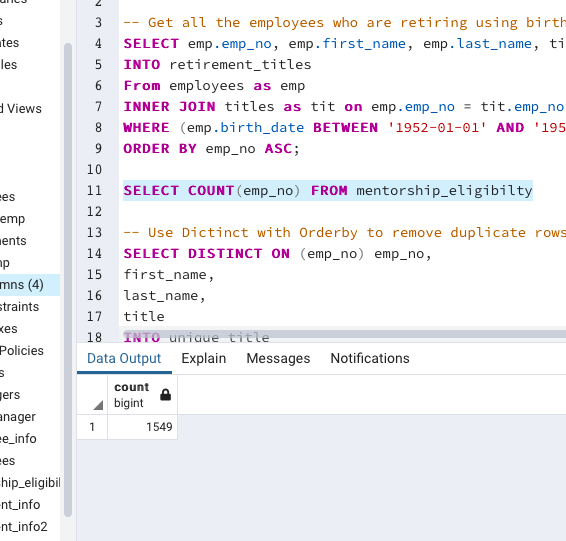 ates
les
d Views
ees
emp
nents
np
mns (4)
straints
xes
Policies
s
gers
anager
ee_info
ees
ship_eligibil
ent_info
ent_info2
2
3 -- Get all the employees who are retiring using birth
4 SELECT emp.emp_no, emp.first_name, emp.last_name, ti
5 INTO retirement_titles
6 From employees as emp
7 INNER JOIN titles as tit on emp.emp_no = tit.emp_no
8 WHERE (emp.birth_date BETWEEN '1952-01-01' AND '195
9 ORDER BY emp_no ASC;
10
11 SELECT COUNT(emp_no) FROM mentorship_eligibilty
12
13 -- Use Dictinct with Orderby to remove duplicate rows
14 SELECT DISTINCT ON (emp_no) emp_no,
15 first_name,
16 last_name,
17 title
18 INTO unique_title
Data Output Explain Messages Notifications
count
bigint
1 1549